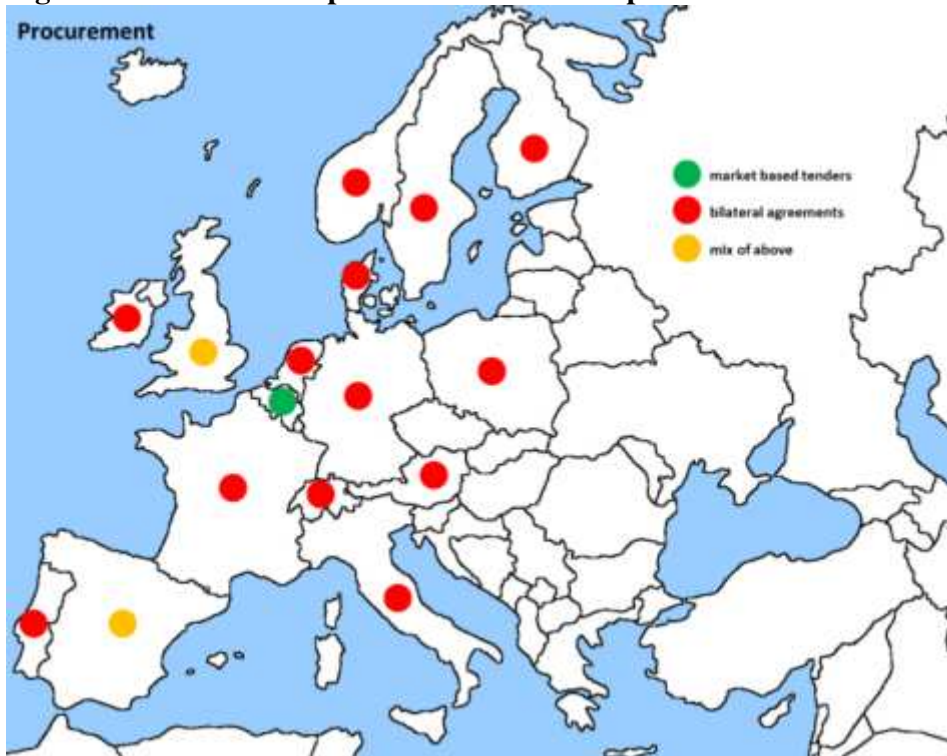 Procurement
market based tenders
bilateral agreements
mix of above